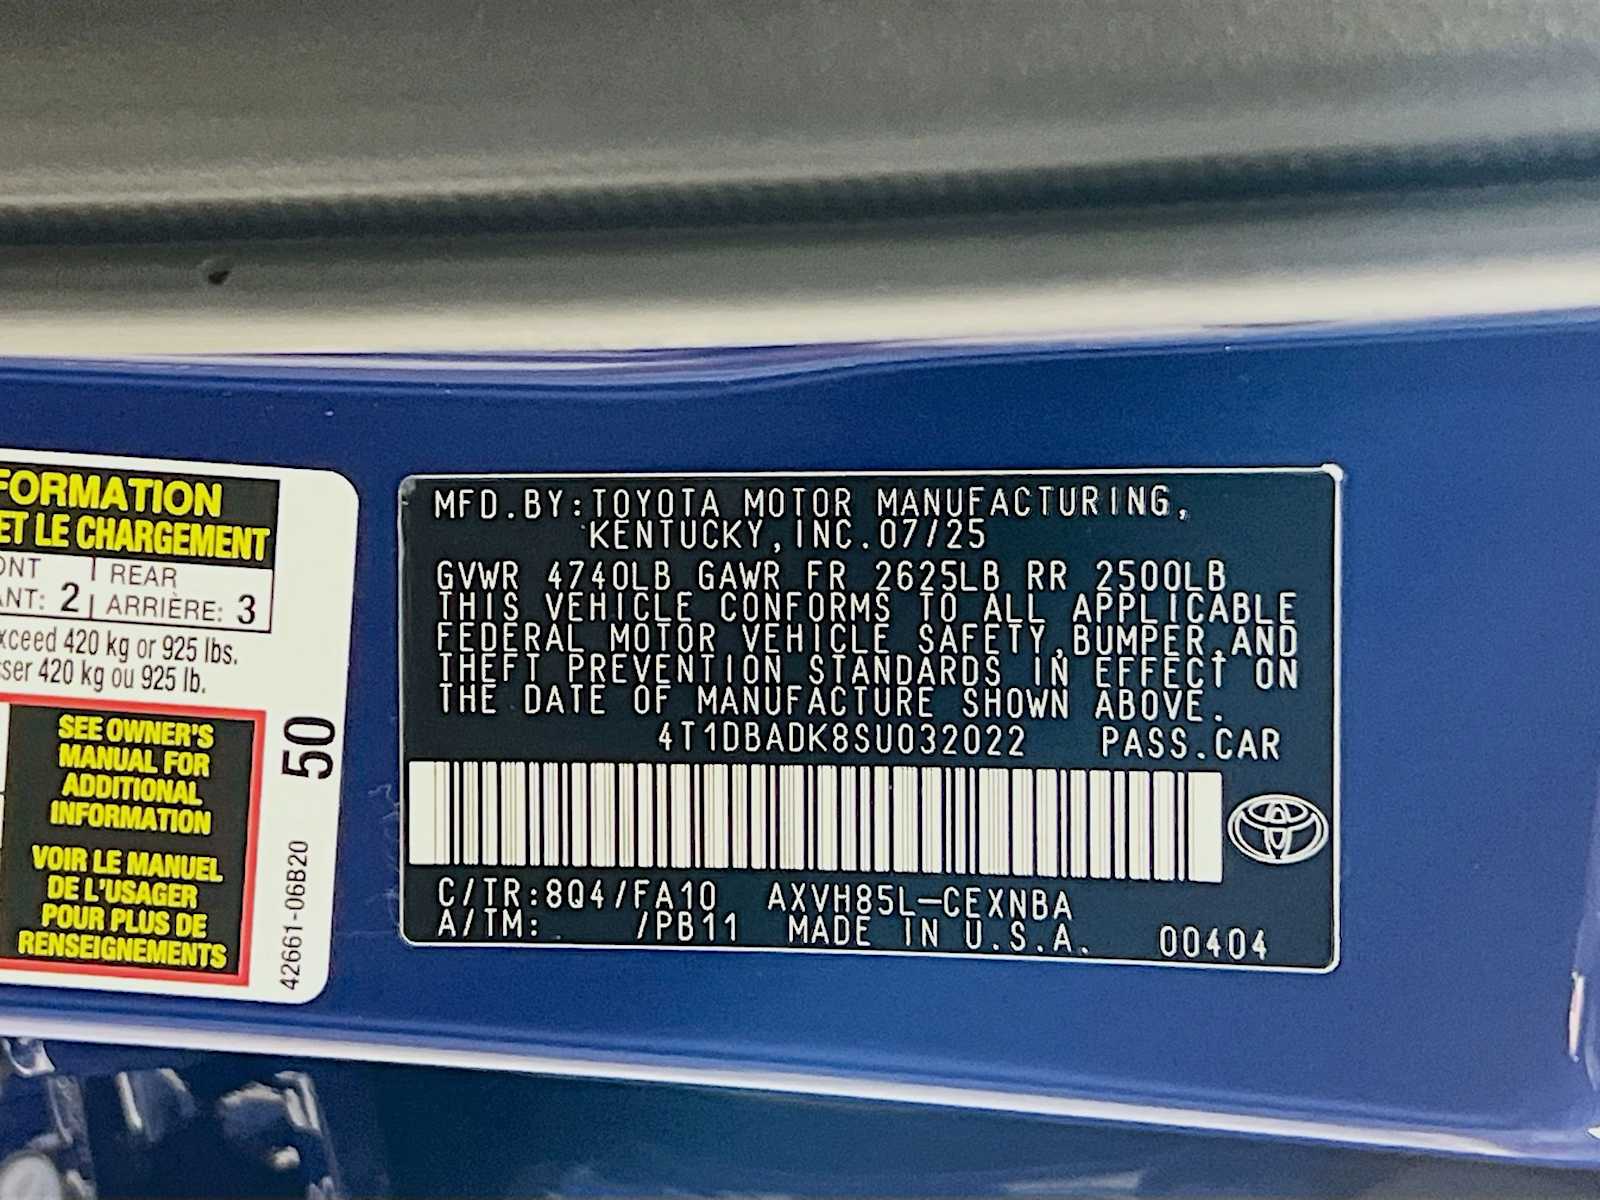 FORMATION
ET LE CHARGEMENT
ONT REAR
ANT: 2 ARRIÈRE: 3
xceed 420 kg or 925 lbs.
sser 420 kg ou 925 lb.
SEE OWNER'S
MANUAL FOR
ADDITIONAL
INFORMATION
VOIR LE MANUEL
DE L'USAGER
POUR PLUS DE
RENSEIGNEMENTS
50
42661-06B20
MFD.BY:TOYOTA MOTOR MANUFACTURING,
KENTUCKY,INC.07/25
GVWR 4740LB GAWR FR 2625LB RR 2500LB
THIS VEHICLE CONFORMS TO ALL APPLICABLE
FEDERAL MOTOR VEHICLE SAFETY,BUMPER,AND
THEFT PREVENTION STANDARDS IN EFFECT ON
THE DATE OF MANUFACTURE SHOWN ABOVE.
4T1DBADK8SU032022 PASS.CAR
C/TR:8Q4/FA10 AXVH85L-CEXNBA
A/TM: /PB11 MADE IN U.S.A. 00404